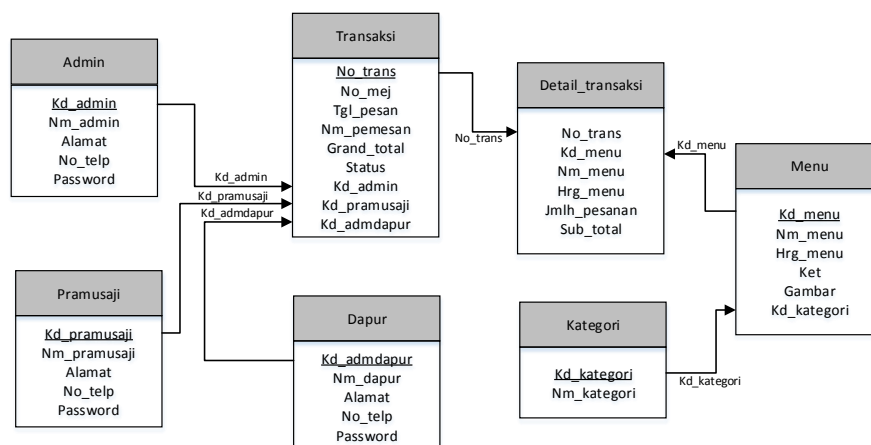 Admin
Kd_admin
Nm_admin
Alamat
No_telp
Password
Transaksi
No_trans
No_mej
Tgl_pesan
Nm_pemesan
Grand_total
Status
Kd_admin
Kd_pramusaji
Kd_admdapur
Detail_transaksi
No_trans
Kd_menu
Nm_menu
Hrg_menu
Jmlh_pesanan
Sub_total
Menu
Kd_menu
Nm_menu
Hrg_menu
Ket
Gambar
Kd_kategori
Kd_admin
Kd_pramusaji
Kd_admdapur
No_trans
Kd_menu
Pramusaji
Kd_pramusaji
Nm_pramusaji
Alamat
No_telp
Password
Dapur
Kd_admdapur
Nm_dapur
Alamat
No_telp
Password
Kategori
Kd_kategori
Nm_kategori
Kd_kategori